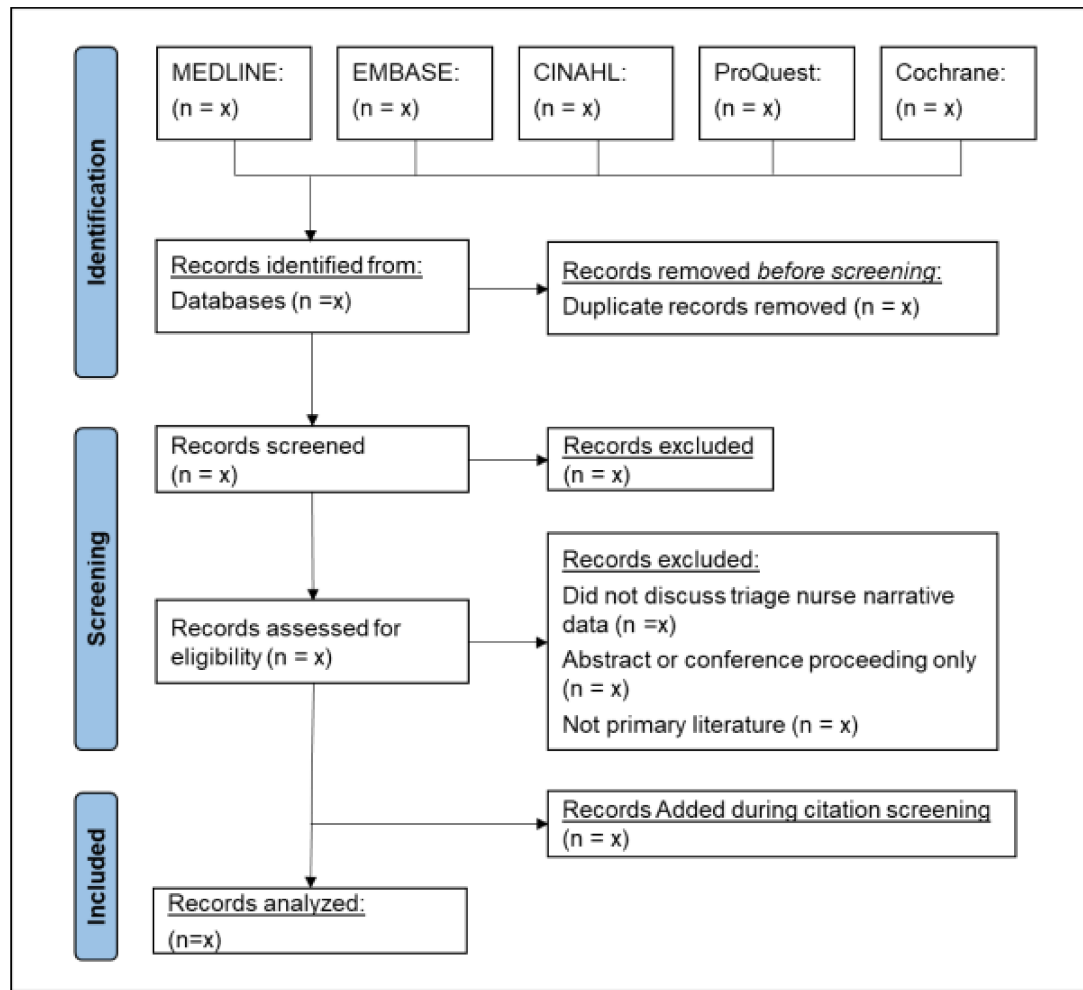 Identification
MEDLINE:
(n = x)
EMBASE:
(n = x)
CINAHL:
(n = x)
ProQuest:
(n = x)
Cochrane:
(n = x)
Records identified from:
Databases (n =x)
Records removed before screening:
Duplicate records removed (n = x)
Screening
Records screened
(n = x)
Records excluded
(n = x)
Records assessed for
eligibility (n = x)
Records excluded:
Did not discuss triage nurse narrative
data (n =x)
Abstract or conference proceeding only
(n = x)
Not primary literature (n = x)
Included
Records Added during citation screening
(n = x)
Records analyzed:
(n=x)